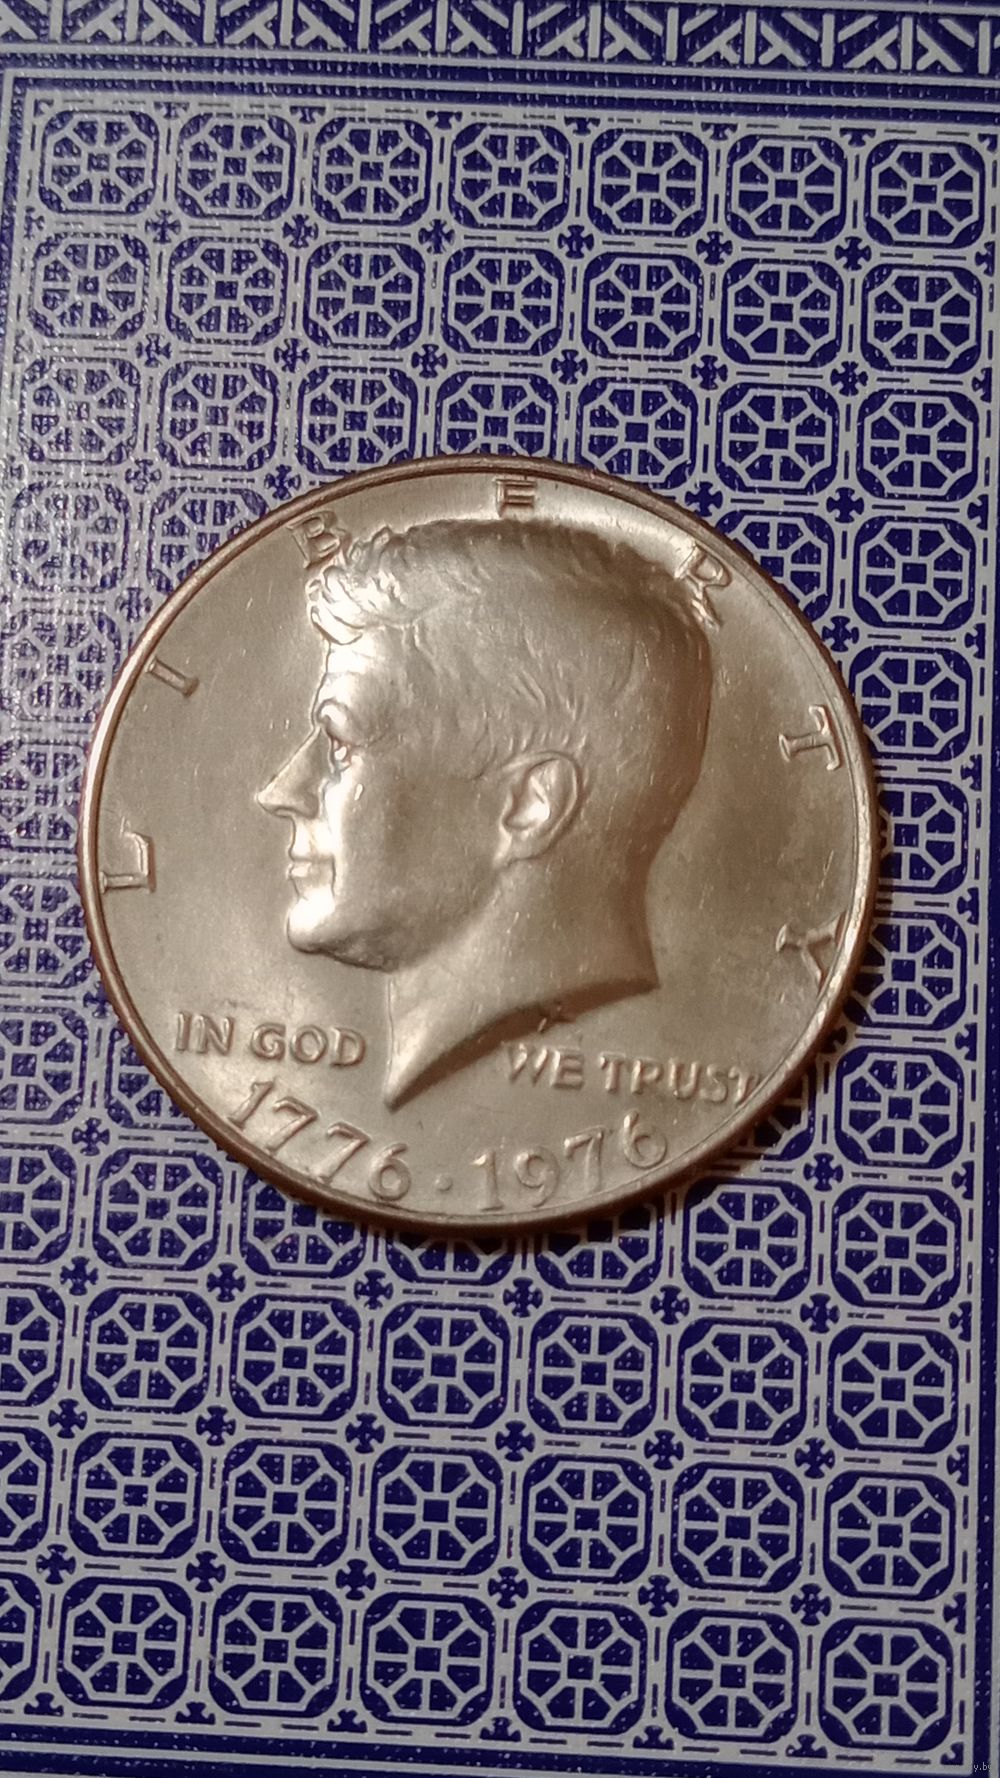 LIBERTY
IN GOD WE TRUST
1776 · 1976